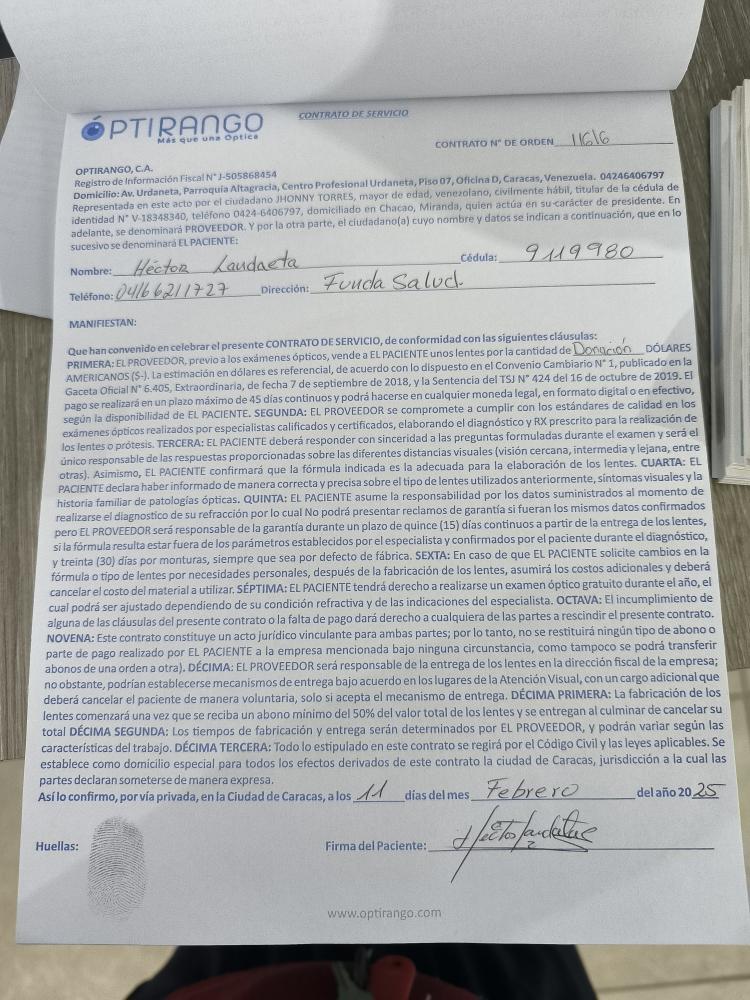 ÓPTIRANGO
Más que una Óptica
CONTRATO DE SERVICIO
CONTRATO N° DE ORDEN 11616
OPTIRANGO, C.A.
Registro de Información Fiscal N° J-505868454
Domicilio: Av. Urdaneta, Parroquia Altagracia, Centro Profesional Urdaneta, Piso 07, Oficina D, Caracas, Venezuela. 04246406797
Representada en este acto por el ciudadano JHONNY TORRES, mayor de edad, venezolano, civilmente hábil, titular de la cédula de
identidad N° V-18348340, teléfono 0424-6406797, domiciliado en Chacao, Miranda, quien actúa en su carácter de presidente. En
adelante, se denominará PROVEEDOR. Y por la otra parte, el ciudadano(a) cuyo nombre y datos se indican a continuación, que en lo
sucesivo se denominará EL PACIENTE:
Nombre: Héctor Landaeta Cédula: 9119980
Teléfono: 04166211727 Dirección: Funda Salud.
MANIFIESTAN:
Que han convenido en celebrar el presente CONTRATO DE SERVICIO, de conformidad con las siguientes cláusulas:
PRIMERA: EL PROVEEDOR, previo a los exámenes ópticos, vende a EL PACIENTE unos lentes por la cantidad de Donación DÓLARES
AMERICANOS ($-). La estimación en dólares es referencial, de acuerdo con lo dispuesto en el Convenio Cambiario N° 1, publicado en la
Gaceta Oficial N° 6.405, Extraordinaria, de fecha 7 de septiembre de 2018, y la Sentencia del TSJ N° 424 del 16 de octubre de 2019. El
pago se realizará en un plazo máximo de 45 días continuos y podrá hacerse en cualquier moneda legal, en formato digital o en efectivo,
según la disponibilidad de EL PACIENTE. SEGUNDA: EL PROVEEDOR se compromete a cumplir con los estándares de calidad en los
exámenes ópticos realizados por especialistas calificados y certificados, elaborando el diagnóstico y RX prescrito para la realización de
los lentes o prótesis. TERCERA: EL PACIENTE deberá responder con sinceridad a las preguntas formuladas durante el examen y será el
único responsable de las respuestas proporcionadas sobre las diferentes distancias visuales (visión cercana, intermedia y lejana, entre
otras). Asimismo, EL PACIENTE confirmará que la fórmula indicada es la adecuada para la elaboración de los lentes. CUARTA: EL
PACIENTE declara haber informado de manera correcta y precisa sobre el tipo de lentes utilizados anteriormente, síntomas visuales y la
historia familiar de patologías ópticas. QUINTA: EL PACIENTE asume la responsabilidad por los datos suministrados al momento de
realizarse el diagnostico de su refracción por lo cual No podrá presentar reclamos de garantía si fueran los mismos datos confirmados
pero EL PROVEEDOR será responsable de la garantía durante un plazo de quince (15) días continuos a partir de la entrega de los lentes,
si la fórmula resulta estar fuera de los parámetros establecidos por el especialista y confirmados por el paciente durante el diagnóstico,
y treinta (30) días por monturas, siempre que sea por defecto de fábrica. SEXTA: En caso de que EL PACIENTE solicite cambios en la
fórmula o tipo de lentes por necesidades personales, después de la fabricación de los lentes, asumirá los costos adicionales y deberá
cancelar el costo del material a utilizar. SÉPTIMA: EL PACIENTE tendrá derecho a realizarse un examen óptico gratuito durante el año, el
cual podrá ser ajustado dependiendo de su condición refractiva y de las indicaciones del especialista. OCTAVA: El incumplimiento de
alguna de las cláusulas del presente contrato o la falta de pago dará derecho a cualquiera de las partes a rescindir el presente contrato.
NOVENA: Este contrato constituye un acto jurídico vinculante para ambas partes; por lo tanto, no se restituirá ningún tipo de abono o
parte de pago realizado por EL PACIENTE a la empresa mencionada bajo ninguna circunstancia, como tampoco se podrá transferir
abonos de una orden a otra). DÉCIMA: EL PROVEEDOR será responsable de la entrega de los lentes en la dirección fiscal de la empresa;
no obstante, podrían establecerse mecanismos de entrega bajo acuerdo en los lugares de la Atención Visual, con un cargo adicional que
deberá cancelar el paciente de manera voluntaria, solo si acepta el mecanismo de entrega. DÉCIMA PRIMERA: La fabricación de los
lentes comenzará una vez que se reciba un abono mínimo del 50% del valor total de los lentes y se entregan al culminar de cancelar su
total DÉCIMA SEGUNDA: Los tiempos de fabricación y entrega serán determinados por EL PROVEEDOR, y podrán variar según las
características del trabajo. DÉCIMA TERCERA: Todo lo estipulado en este contrato se regirá por el Código Civil y las leyes aplicables. Se
establece como domicilio especial para todos los efectos derivados de este contrato la ciudad de Caracas, jurisdicción a la cual las
partes declaran someterse de manera expresa.
Así lo confirmo, por vía privada, en la Ciudad de Caracas, a los 11 días del mes Febrero del año 2025
Huellas:
Firma del Paciente: Héctor Landaeta
www.optirango.com